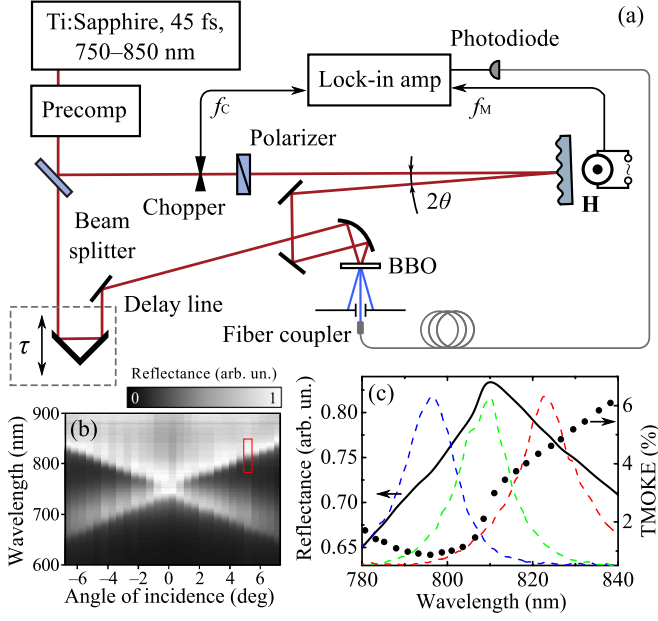 (a)
Ti:Sapphire, 45 fs,
750–850 nm
Precomp
Lock-in amp
Photodiode
fC
fM
Polarizer
Chopper
2θ
H
~
Beam
splitter
Delay line
BBO
Fiber coupler
τ
Reflectance (arb. un.)
0
1
(b)
Wavelength (nm)
900
800
700
600
−6 −4 −2 0 2 4 6
Angle of incidence (deg)
(c)
Reflectance (arb. un.)
0.80
0.75
0.70
0.65
780 800 820 840
Wavelength (nm)
6
4
2
TMOKE (%)